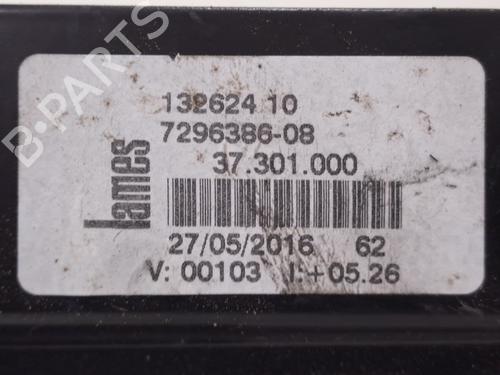 132624 10
7296386-08
37.301.000
lames
27/05/2016 62
V: 00103 I:+05.26
B-PARTS